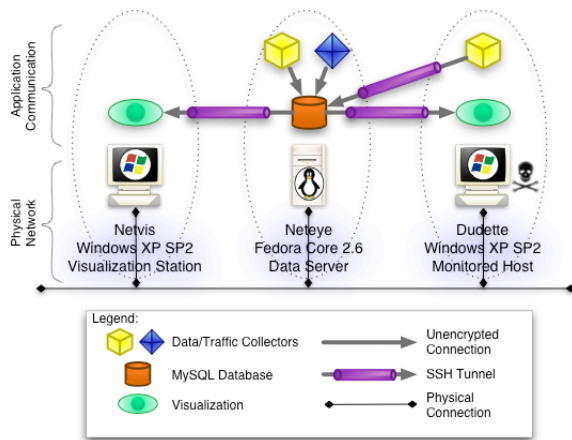 Application
Communication
Physical
Network
Netvis
Windows XP SP2
Visualization Station
Neteye
Fedora Core 2.6
Data Server
Dudette
Windows XP SP2
Monitored Host
Legend:
Data/Traffic Collectors
Unencrypted
Connection
MySQL Database
SSH Tunnel
Visualization
Physical
Connection